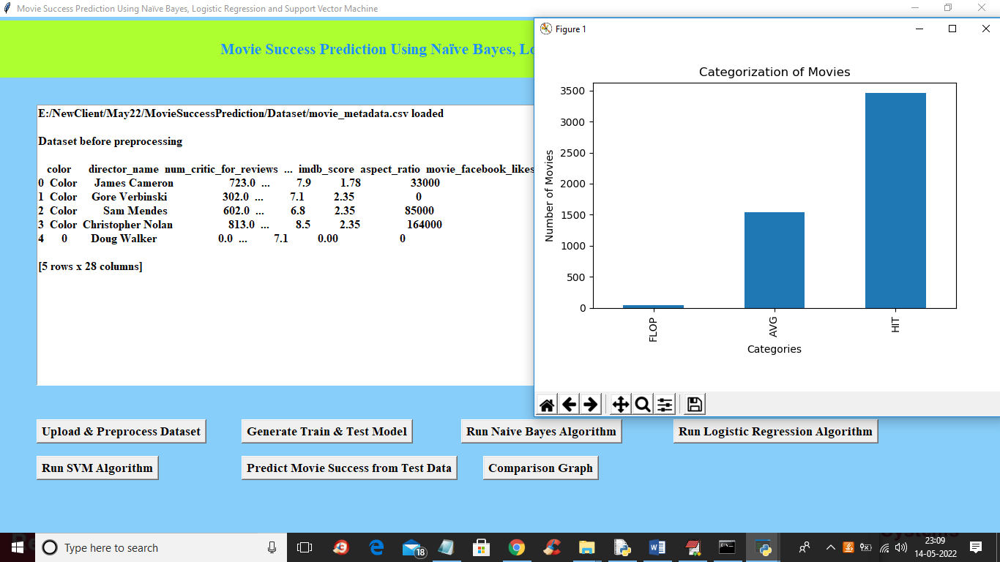 Movie Success Prediction Using Naïve Bayes, Logistic Regression and Support Vector Machine
Movie Success Prediction Using Naïve Bayes,
E:/NewClient/May22/MovieSuccessPrediction/Dataset/movie_metadata.csv loaded
Dataset before preprocessing
color director_name num_critic_for_reviews ... imdb_score aspect_ratio movie_facebook_likes
0 Color James Cameron 723.0 ... 7.9 1.78 33000
1 Color Gore Verbinski 302.0 ... 7.1 2.35 0
2 Color Sam Mendes 602.0 ... 6.8 2.35 85000
3 Color Christopher Nolan 813.0 ... 8.5 2.35 164000
4 0 Doug Walker 0.0 ... 7.1 0.00 0
[5 rows x 28 columns]
Figure 1
Categorization of Movies
Number of Movies
3500
3000
2500
2000
1500
1000
500
0
FLOP
AVG
HIT
Categories
Upload & Preprocess Dataset
Generate Train & Test Model
Run Naive Bayes Algorithm
Run Logistic Regression Algorithm
Run SVM Algorithm
Predict Movie Success from Test Data
Comparison Graph
Type here to search
18
23:09
14-05-2022